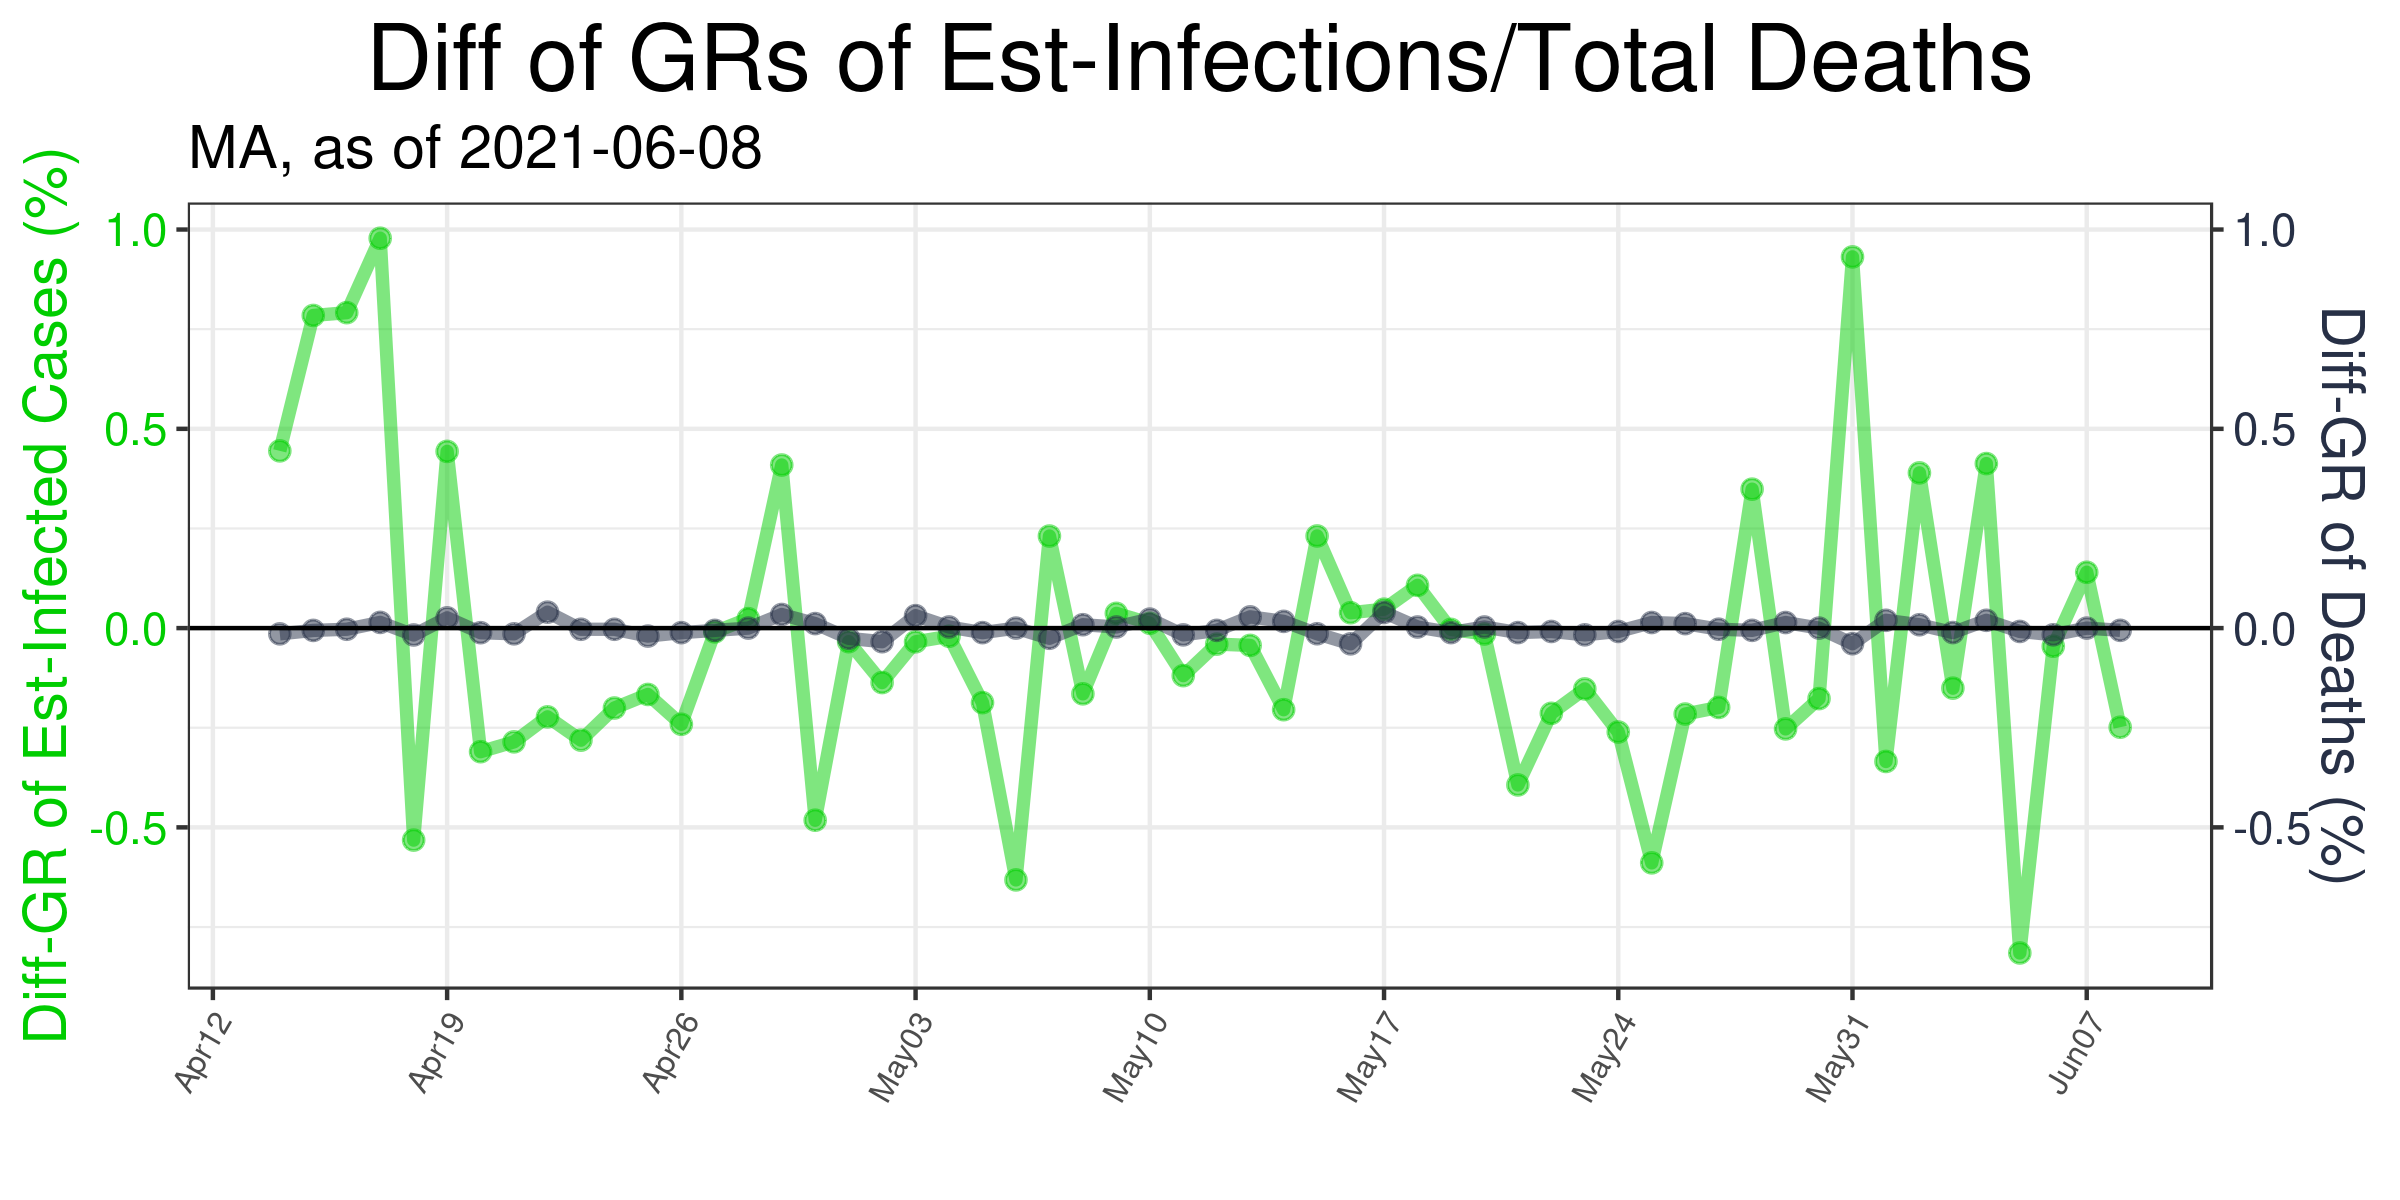 Diff of GRs of Est-Infections/Total Deaths
MA, as of 2021-06-08
Diff-GR of Est-Infected Cases (%)
1.0
0.5
0.0
-0.5
1.0
0.5
0.0
-0.5
Diff-GR of Deaths (%)
Apr12
Apr19
Apr26
May03
May10
May17
May24
May31
Jun07